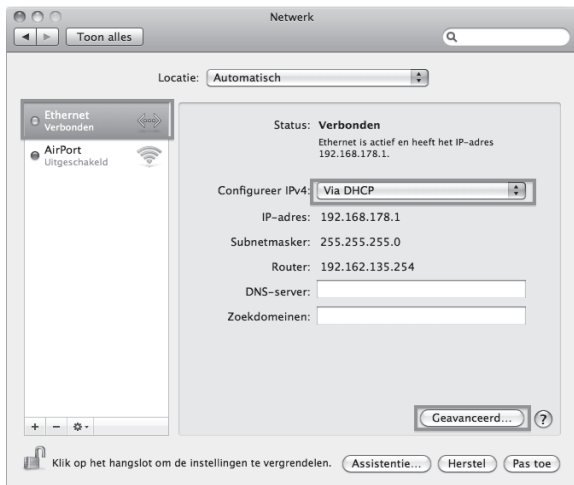 Netwerk
Toon alles
Locatie: Automatisch
Ethernet
Verbonden
AirPort
Uitgeschakeld
Status: Verbonden
Ethernet is actief en heeft het IP-adres
192.168.178.1.
Configureer IPv4: Via DHCP
IP-adres: 192.168.178.1
Subnetmasker: 255.255.255.0
Router: 192.162.135.254
DNS-server:
Zoekdomeinen:
Geavanceerd... ?
+ −
Klik op het hangslot om de instellingen te vergrendelen. Assistentie... Herstel Pas toe